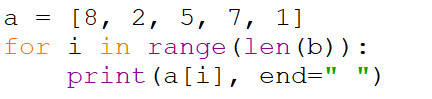 a = [8, 2, 5, 7, 1]
for i in range(len(b)):
    print(a[i], end=" ")